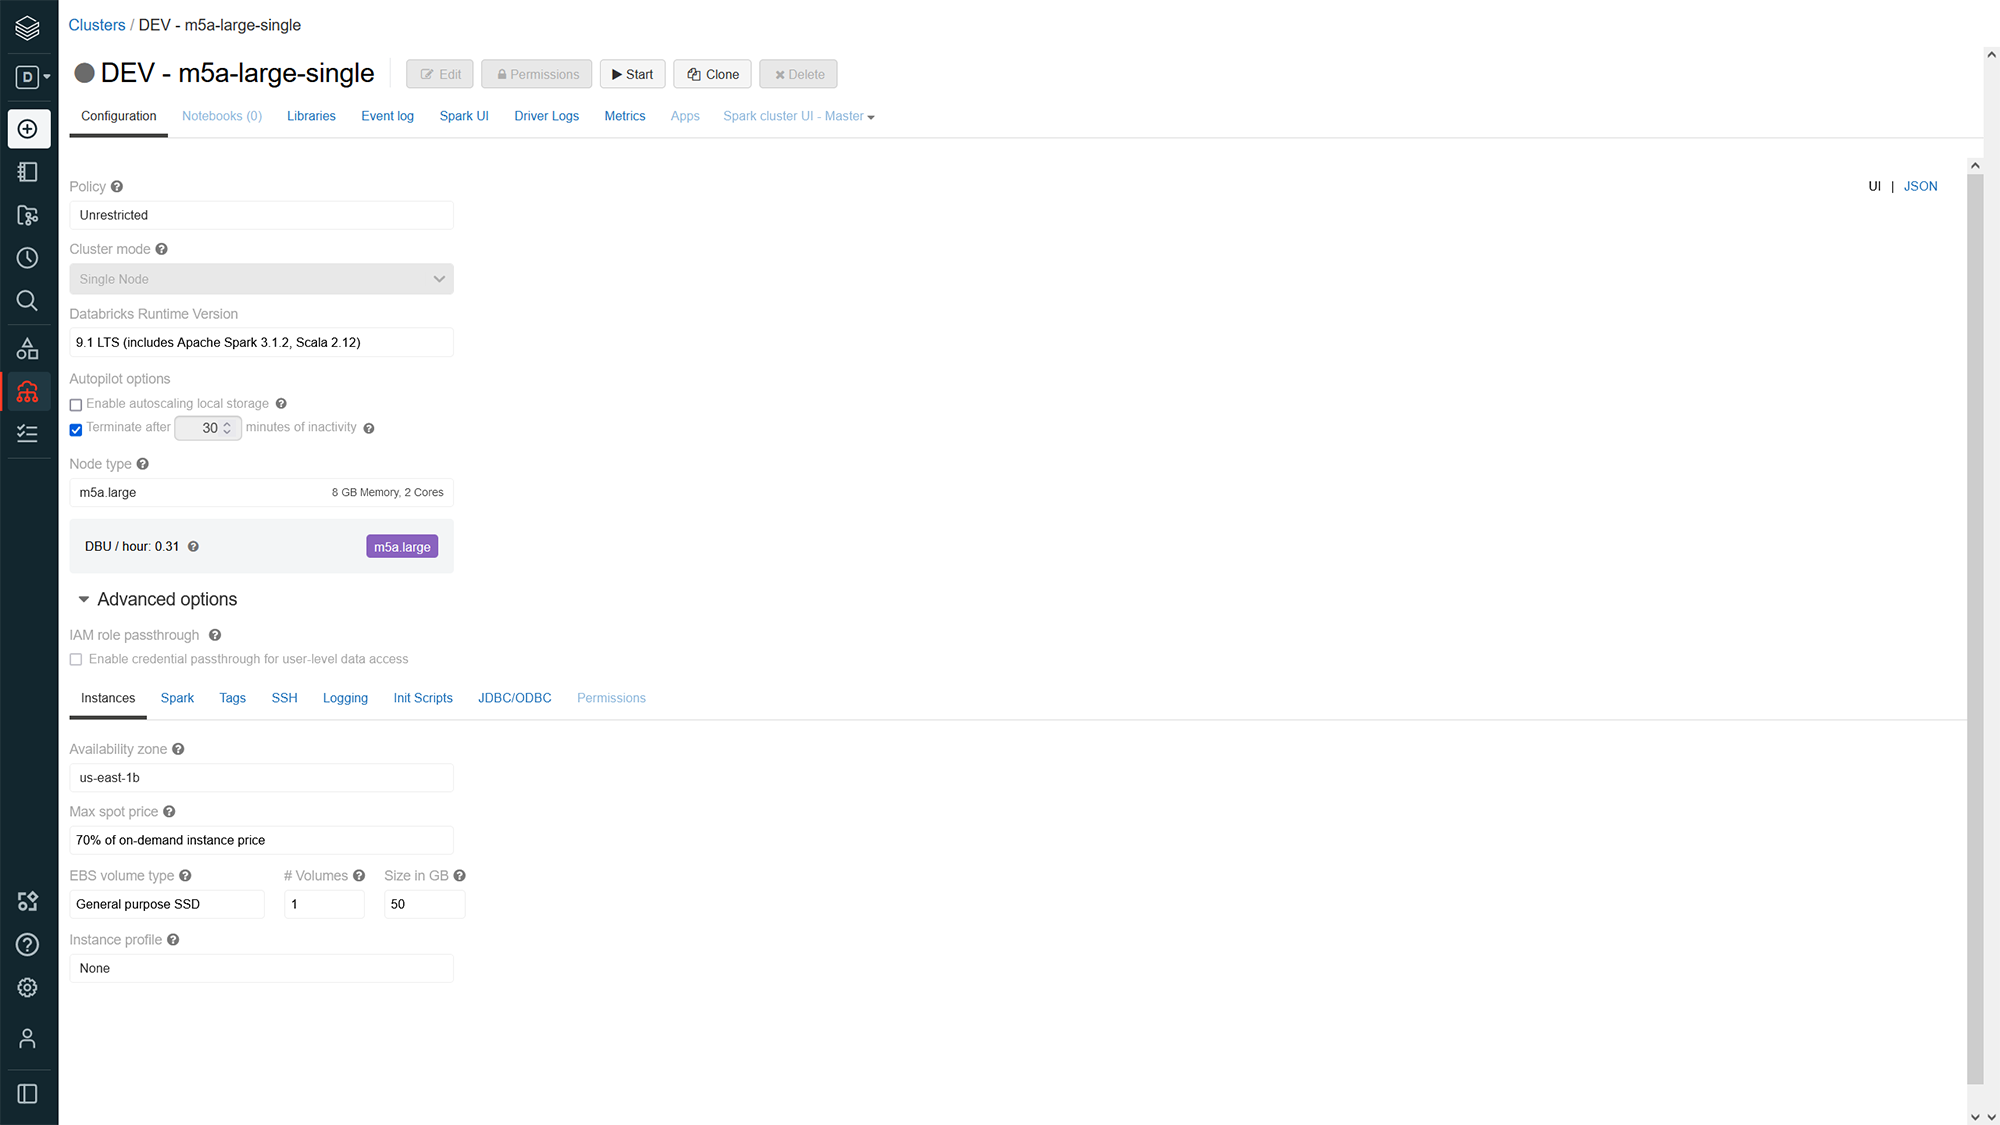 Clusters / DEV - m5a-large-single
D
DEV - m5a-large-single Edit Permissions Start Clone Delete
Configuration Notebooks (0) Libraries Event log Spark UI Driver Logs Metrics Apps Spark cluster UI - Master
UI | JSON
Policy
Unrestricted
Cluster mode
Single Node
Databricks Runtime Version
9.1 LTS (includes Apache Spark 3.1.2, Scala 2.12)
Autopilot options
Enable autoscaling local storage
Terminate after 30 minutes of inactivity
Node type
m5a.large 8 GB Memory, 2 Cores
DBU / hour: 0.31 m5a.large
Advanced options
IAM role passthrough
Enable credential passthrough for user-level data access
Instances Spark Tags SSH Logging Init Scripts JDBC/ODBC Permissions
Availability zone
us-east-1b
Max spot price
70% of on-demand instance price
EBS volume type # Volumes Size in GB
General purpose SSD 1 50
Instance profile
None